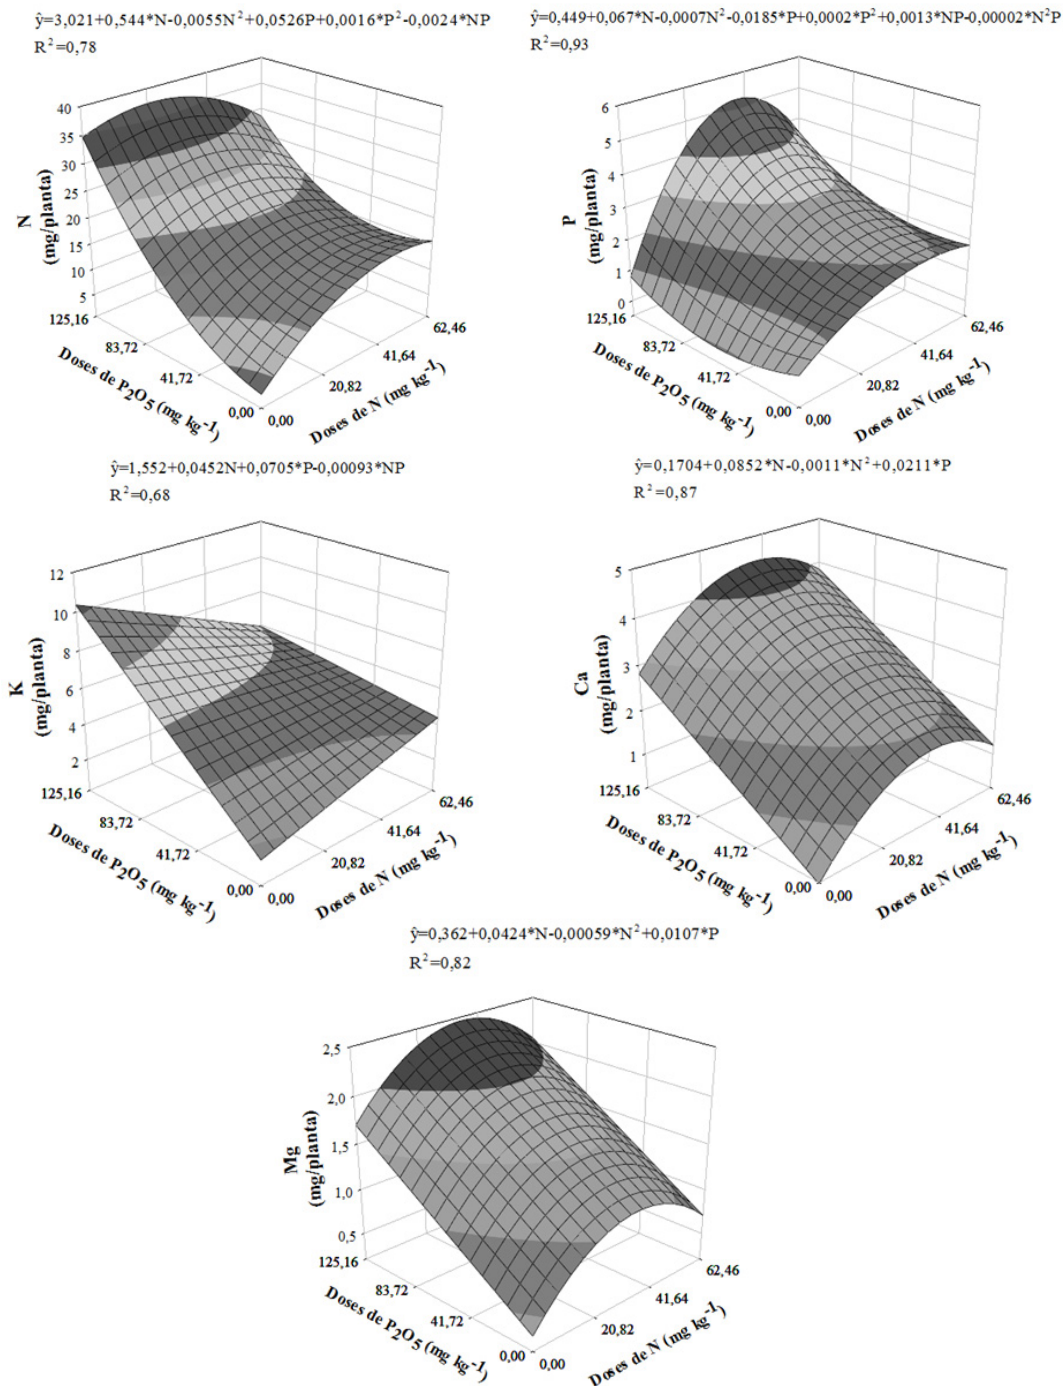 ŷ=3,021+0,544*N-0,0055N²+0,0526P+0,0016*P²-0,0024*NP
R²=0,78
40
35
30
25
20
15
10
5
N
(mg/planta)
125,16
83,72
41,72
0,00
Doses de P₂O₅ (mg kg⁻¹)
0,00
20,82
41,64
62,46
Doses de N (mg kg⁻¹)
ŷ=0,449+0,067*N-0,0007N²-0,0185*P+0,0002*P²+0,0013*NP-0,00002*N²P
R²=0,93
6
5
4
3
2
1
0
P
(mg/planta)
125,16
83,72
41,72
0,00
Doses de P₂O₅ (mg kg⁻¹)
0,00
20,82
41,64
62,46
Doses de N (mg kg⁻¹)
ŷ=1,552+0,0452N+0,0705*P-0,00093*NP
R²=0,68
12
10
8
6
4
2
K
(mg/planta)
125,16
83,72
41,72
0,00
Doses de P₂O₅ (mg kg⁻¹)
0,00
20,82
41,64
62,46
Doses de N (mg kg⁻¹)
ŷ=0,1704+0,0852*N-0,0011*N²+0,0211*P
R²=0,87
5
4
3
2
1
Ca
(mg/planta)
125,16
83,72
41,72
0,00
Doses de P₂O₅ (mg kg⁻¹)
0,00
20,82
41,64
62,46
Doses de N (mg kg⁻¹)
ŷ=0,362+0,0424*N-0,00059*N²+0,0107*P
R²=0,82
2,5
2,0
1,5
1,0
0,5
Mg
(mg/planta)
125,16
83,72
41,72
0,00
Doses de P₂O₅ (mg kg⁻¹)
0,00
20,82
41,64
62,46
Doses de N (mg kg⁻¹)